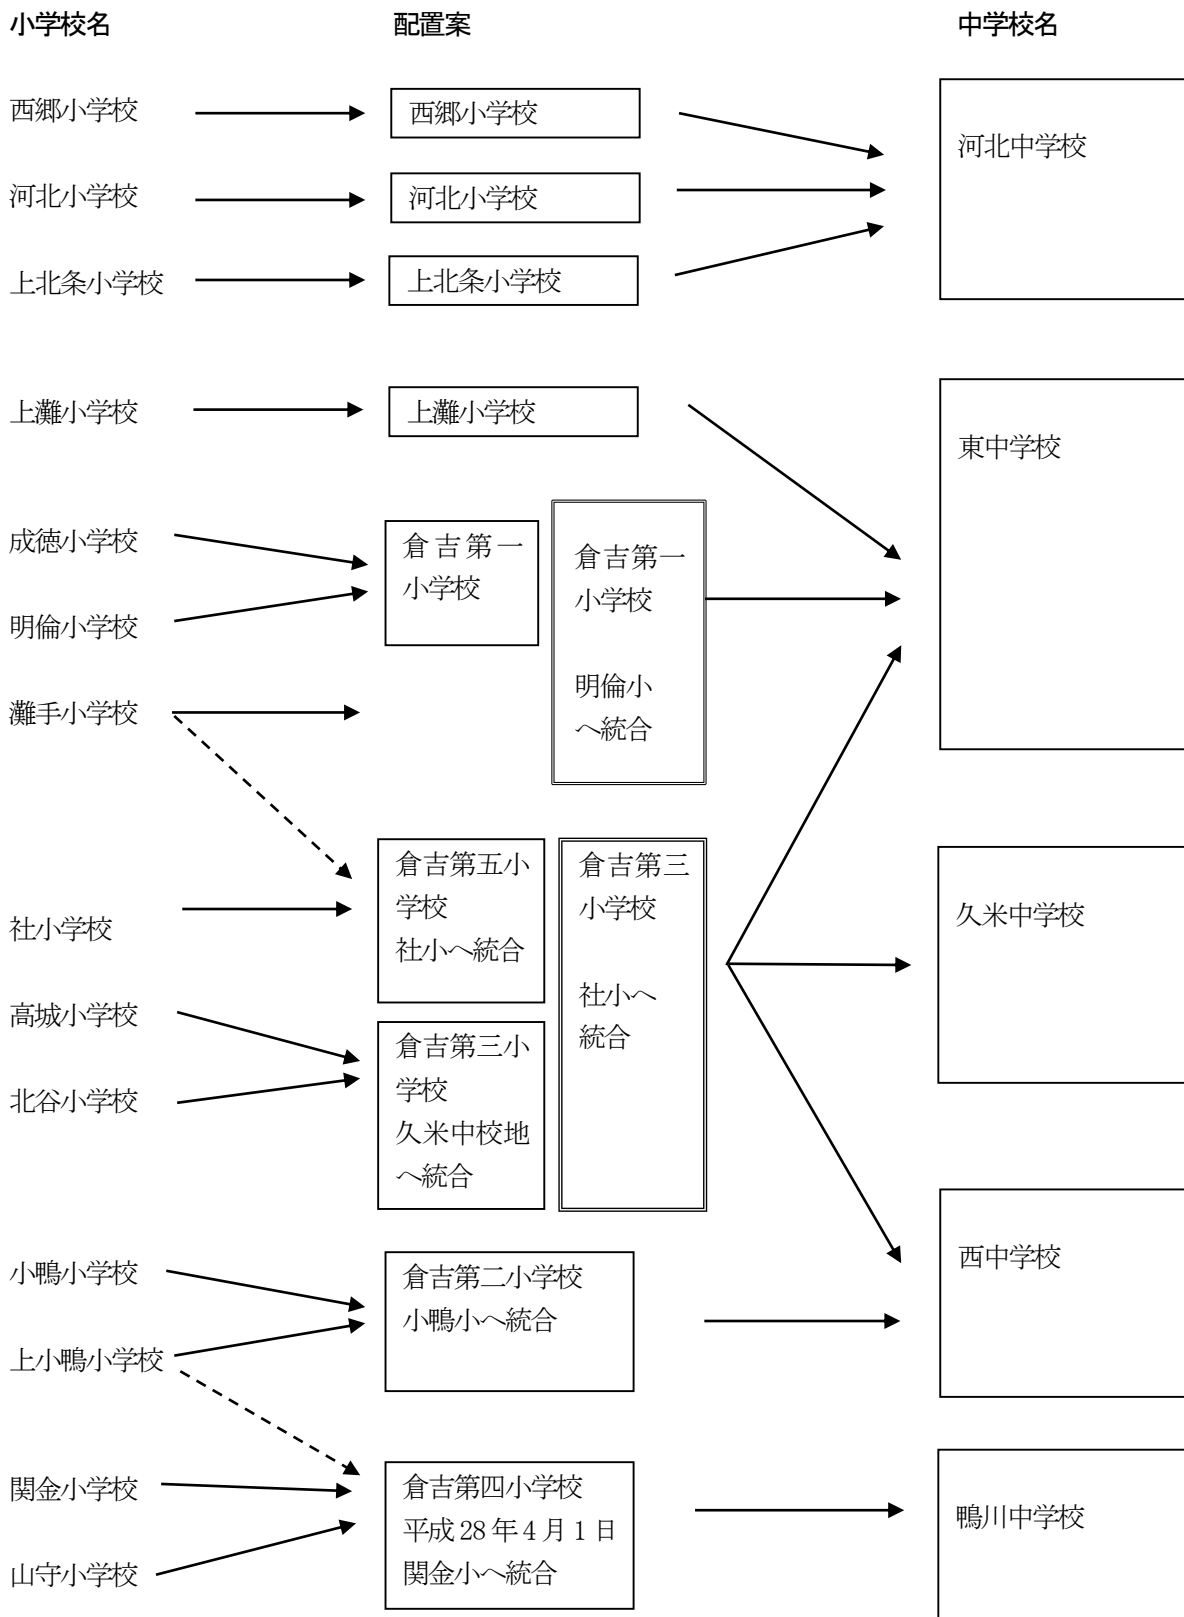 小学校名
配置案
中学校名
西郷小学校
西郷小学校
河北中学校
河北小学校
河北小学校
上北条小学校
上北条小学校
上灘小学校
上灘小学校
東中学校
成徳小学校
明倫小学校
灘手小学校
倉吉第一
小学校
倉吉第一
小学校
明倫小
へ統合
社小学校
高城小学校
北谷小学校
倉吉第五小
学校
社小へ統合
倉吉第三小
学校
久米中校地
へ統合
倉吉第三
小学校
社小へ
統合
久米中学校
小鴨小学校
上小鴨小学校
倉吉第二小学校
小鴨小へ統合
西中学校
関金小学校
山守小学校
倉吉第四小学校
平成28年4月1日
関金小へ統合
鴨川中学校